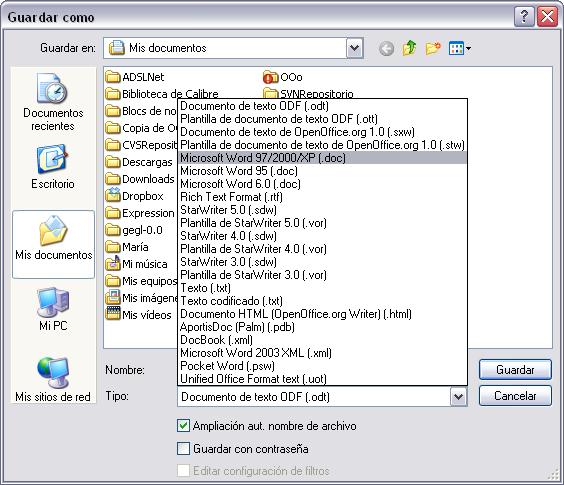 Guardar como
Guardar en:
Mis documentos
Documentos
recientes
Escritorio
Mis documentos
Mi PC
Mis sitios de red
ADSLNet
Biblioteca de Calibre
Blocs de no
Copia de O
CVSReposit
Descargas
Downloads
Dropbox
Expression
gegl-0.0
María
Mi música
Mis equipos
Mis imágene
Mis vídeos
OOo
SVNRepositorio
Documento de texto ODF (.odt)
Plantilla de documento de texto ODF (.ott)
Documento de texto de OpenOffice.org 1.0 (.sxw)
Plantilla de documento de texto de OpenOffice.org 1.0 (.stw)
Microsoft Word 97/2000/XP (.doc)
Microsoft Word 95 (.doc)
Microsoft Word 6.0 (.doc)
Rich Text Format (.rtf)
StarWriter 5.0 (.sdw)
Plantilla de StarWriter 5.0 (.vor)
StarWriter 4.0 (.sdw)
Plantilla de StarWriter 4.0 (.vor)
StarWriter 3.0 (.sdw)
Plantilla de StarWriter 3.0 (.vor)
Texto (.txt)
Texto codificado (.txt)
Documento HTML (OpenOffice.org Writer) (.html)
AportisDoc (Palm) (.pdb)
DocBook (.xml)
Microsoft Word 2003 XML (.xml)
Pocket Word (.psw)
Unified Office Format text (.uot)
Nombre:
Guardar
Tipo:
Documento de texto ODF (.odt)
Cancelar
Ampliación aut. nombre de archivo
Guardar con contraseña
Editar configuración de filtros